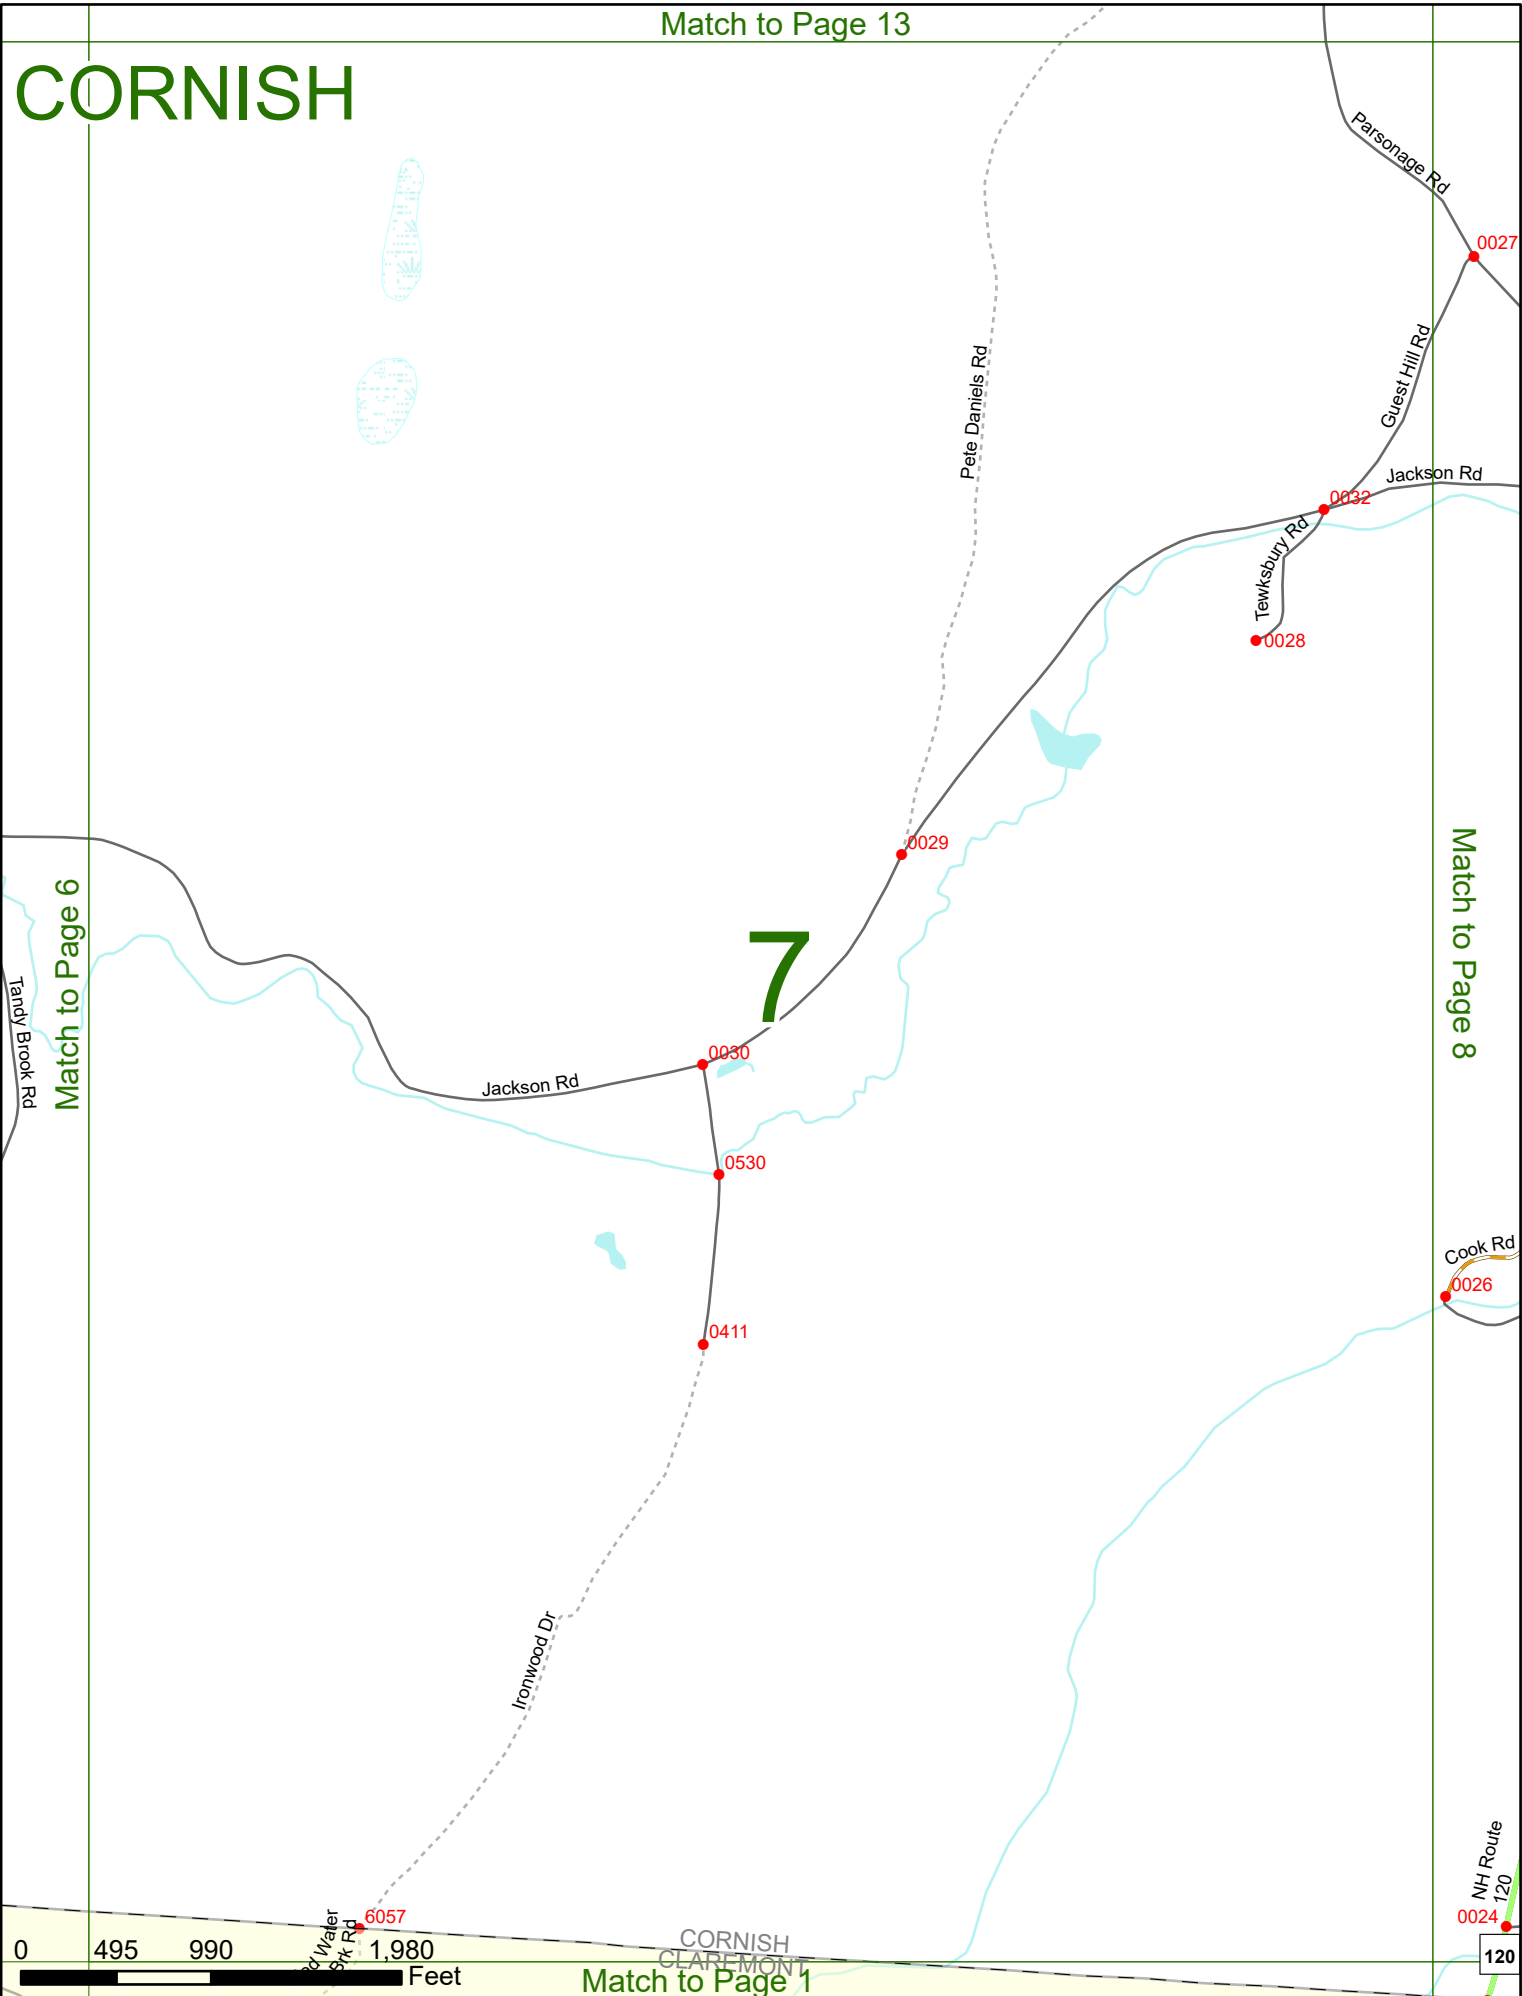 Match to Page 13
CORNISH
Parsonage Rd
0027
Guest Hill Rd
Pete Daniels Rd
Jackson Rd
0032
Tewksbury Rd
0028
0029
Match to Page 6
Match to Page 8
7
Tandy Brook Rd
0030
Jackson Rd
0530
Cook Rd
0026
0411
Ironwood Dr
NH Route
120
6057
0024
Water
Brk Rd
CORNISH
CLAREMONT
0 495 990 1,980
Feet
120
Match to Page 1